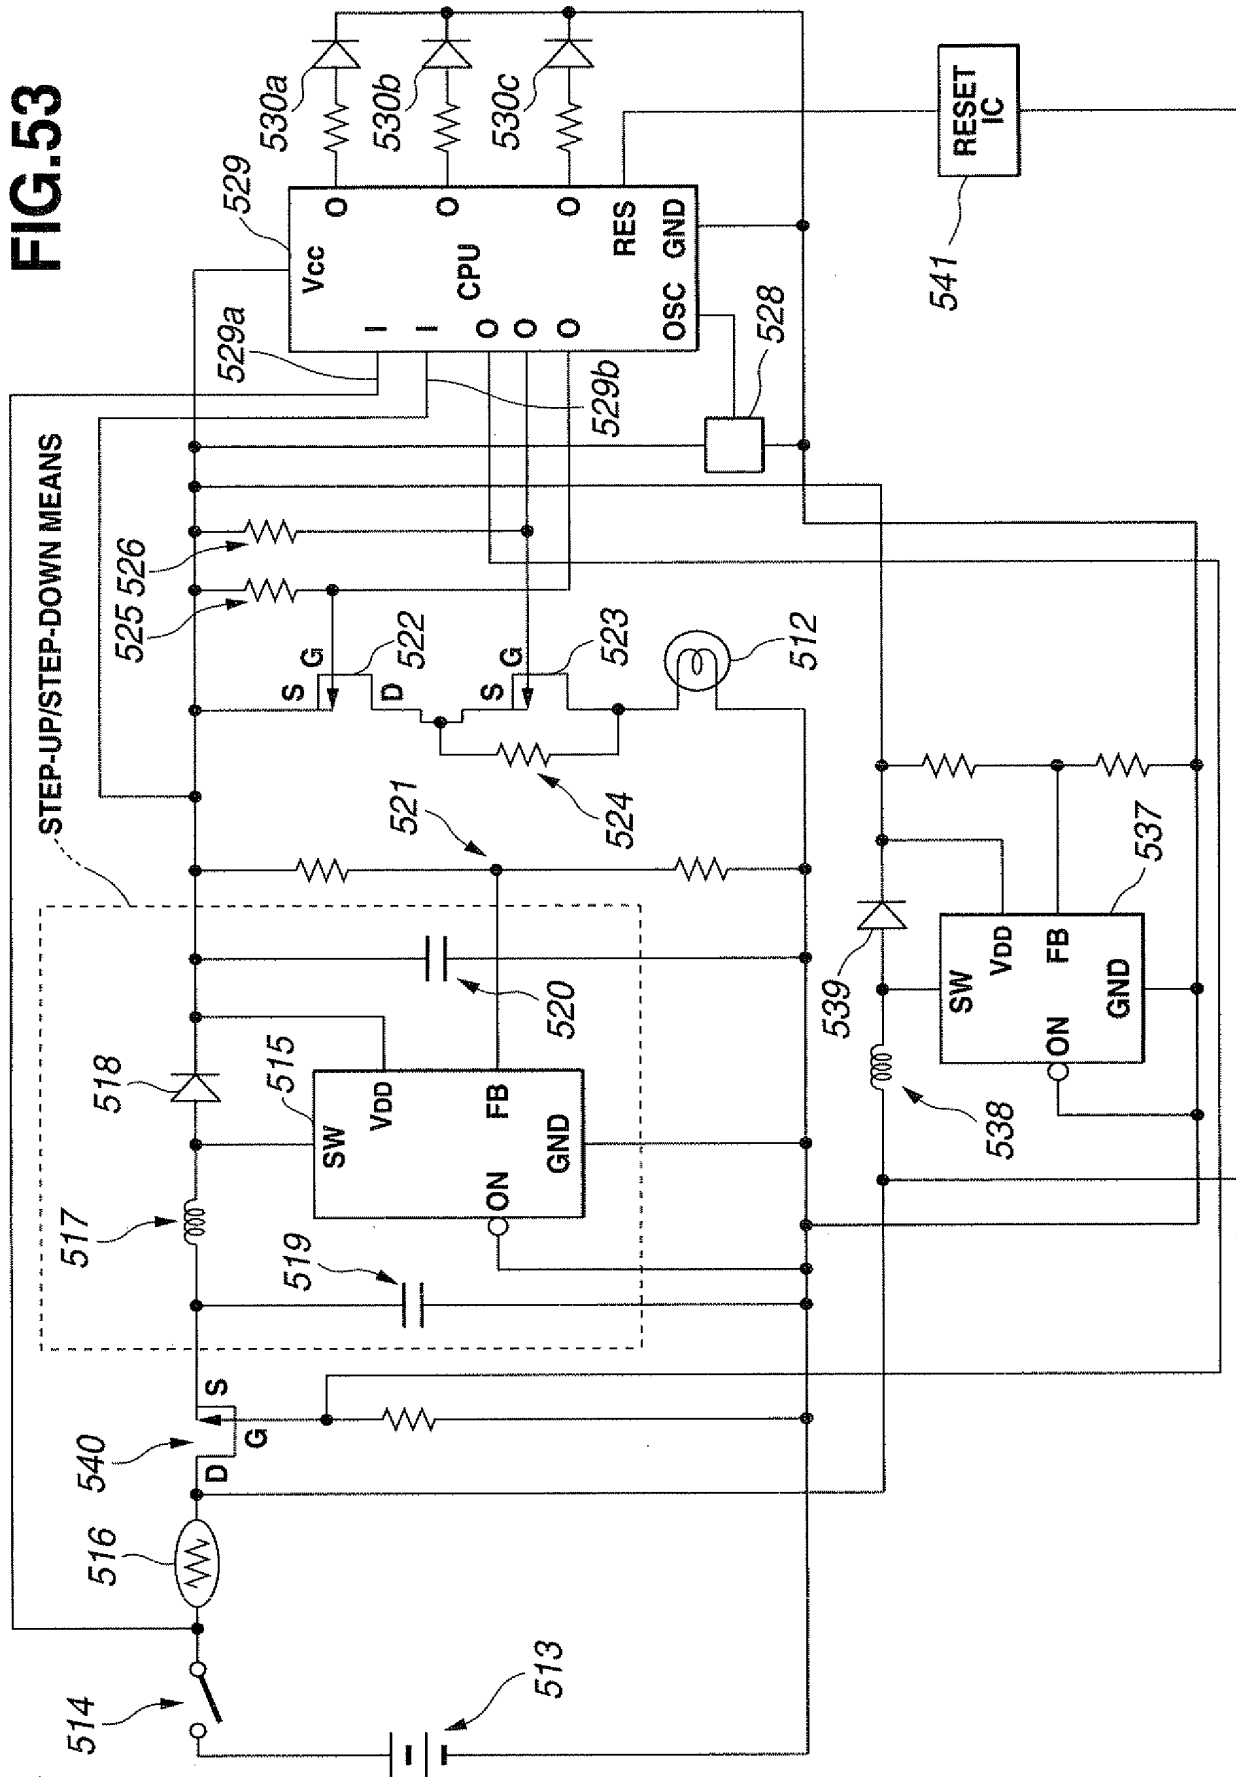 FIG.53
STEP-UP/STEP-DOWN MEANS
514
516
540
D
G
S
517
518
515
SW
VDD
ON
FB
GND
519
520
521
525
526
S
G
522
D
S
G
523
524
512
513
529a
529
529b
Vcc
I
I
CPU
O
O
O
O
O
O
OSC
RES
GND
530a
530b
530c
528
RESET
IC
541
539
538
537
SW
VDD
ON
FB
GND